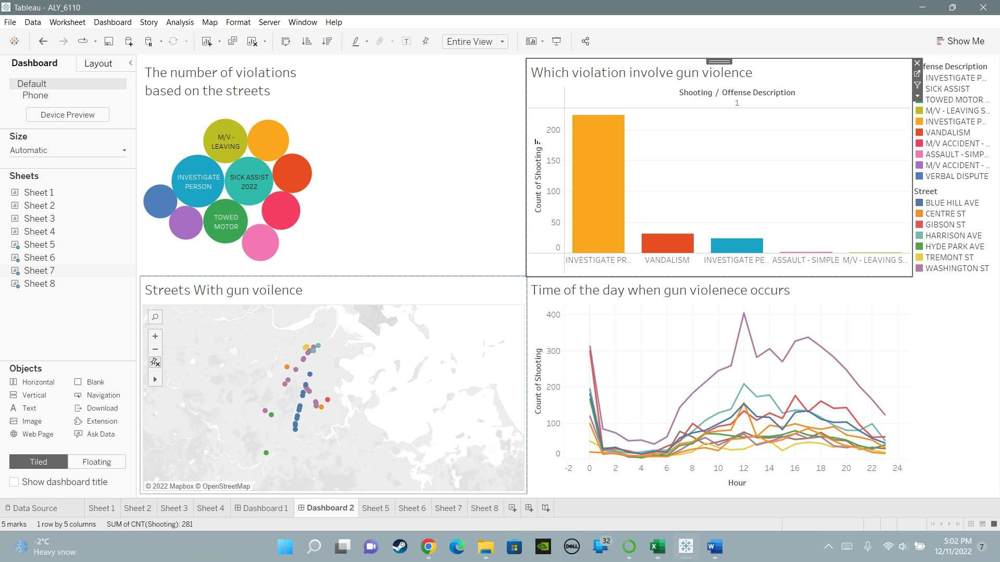 Tableau - ALY_6110
File Data Worksheet Dashboard Story Analysis Map Format Server Window Help
Entire View
Show Me
Dashboard
Layout
Default
Phone
Device Preview
Size
Automatic
Sheets
Sheet 1
Sheet 2
Sheet 3
Sheet 4
Sheet 5
Sheet 6
Sheet 7
Sheet 8
Objects
Horizontal Blank
Vertical Navigation
Text Download
Image Extension
Web Page Ask Data
Tiled Floating
Show dashboard title
The number of violations
based on the streets
M/V -
LEAVING
INVESTIGATE
PERSON
SICK ASSIST
2022
TOWED
MOTOR
Which violation involve gun violence
Shooting / Offense Description
1
Count of Shooting
200
150
100
50
0
INVESTIGATE PR.. VANDALISM INVESTIGATE PE.. ASSAULT - SIMPLE M/V - LEAVING S..
fense Description
INVESTIGATE P..
SICK ASSIST
TOWED MOTOR ..
M/V - LEAVING S..
INVESTIGATE P..
VANDALISM
M/V ACCIDENT - ..
ASSAULT - SIMP..
M/V ACCIDENT - ..
VERBAL DISPUTE
Street
BLUE HILL AVE
CENTRE ST
GIBSON ST
HARRISON AVE
HYDE PARK AVE
TREMONT ST
WASHINGTON ST
Streets With gun voilence
© 2022 Mapbox © OpenStreetMap
Time of the day when gun violenece occurs
Count of Shooting
400
300
200
100
0
-2 0 2 4 6 8 10 12 14 16 18 20 22 24
Hour
Data Source Sheet 1 Sheet 2 Sheet 3 Sheet 4 Dashboard 1 Dashboard 2 Sheet 5 Sheet 6 Sheet 7 Sheet 8
5 marks 1 row by 5 columns SUM of CNT(Shooting): 281
-2°C
Heavy snow
DELL
32
5:02 PM
12/11/2022
7